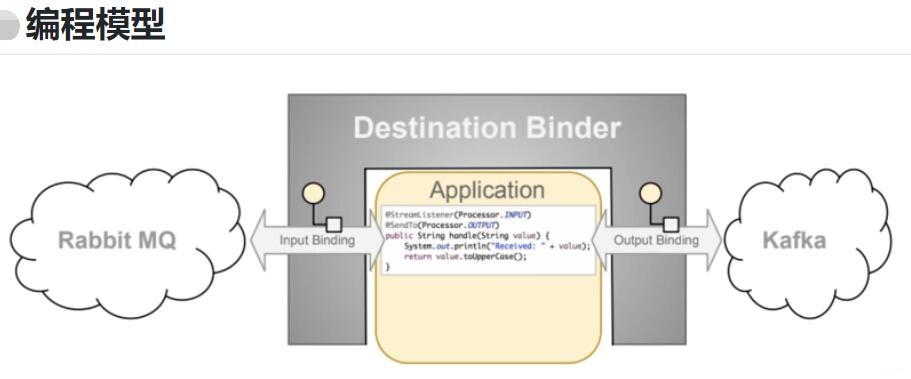 编程模型
Destination Binder
Application
@StreamListener(Processor.INPUT)
@SendTo(Processor.OUTPUT)
public String handle(String value) {
System.out.println("Received: " + value);
return value.toUpperCase();
}
Rabbit MQ
Input Binding
Output Binding
Kafka